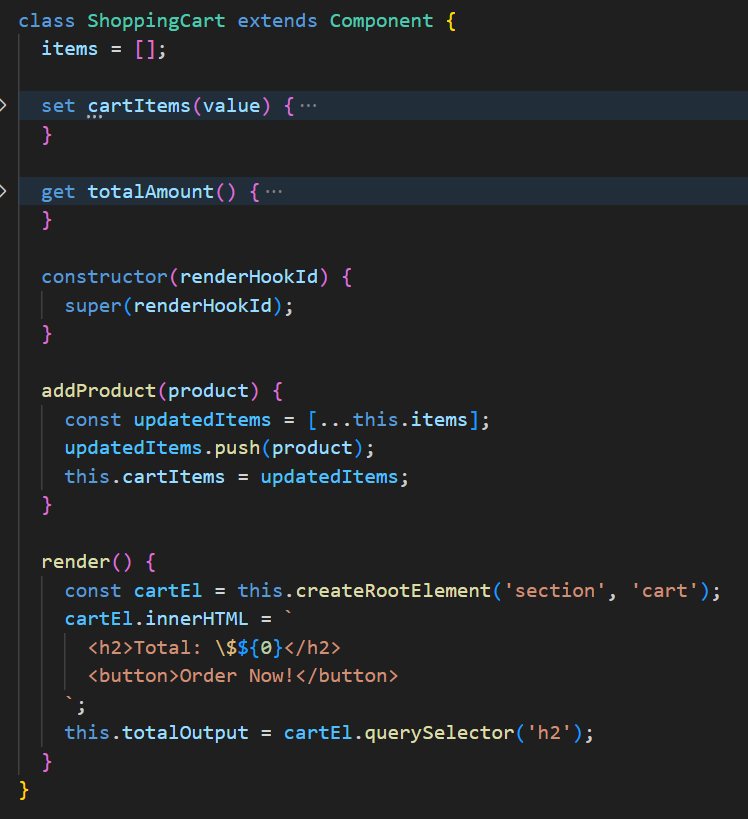 class ShoppingCart extends Component {
  items = [];

  set cartItems(value) { ···
  }

  get totalAmount() { ···
  }

  constructor(renderHookId) {
    super(renderHookId);
  }

  addProduct(product) {
    const updatedItems = [...this.items];
    updatedItems.push(product);
    this.cartItems = updatedItems;
  }

  render() {
    const cartEl = this.createRootElement('section', 'cart');
    cartEl.innerHTML = `
      <h2>Total: \$${0}</h2>
      <button>Order Now!</button>
    `;
    this.totalOutput = cartEl.querySelector('h2');
  }
}